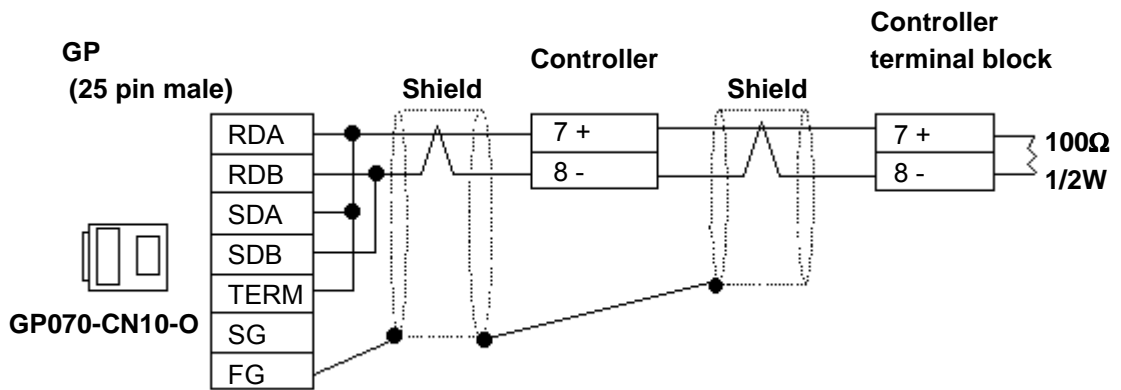 GP
(25 pin male)
Shield
Controller
Shield
Controller
terminal block
RDA
RDB
SDA
SDB
TERM
SG
FG
7 +
8 -
7 +
8 -
100Ω
1/2W
GP070-CN10-O